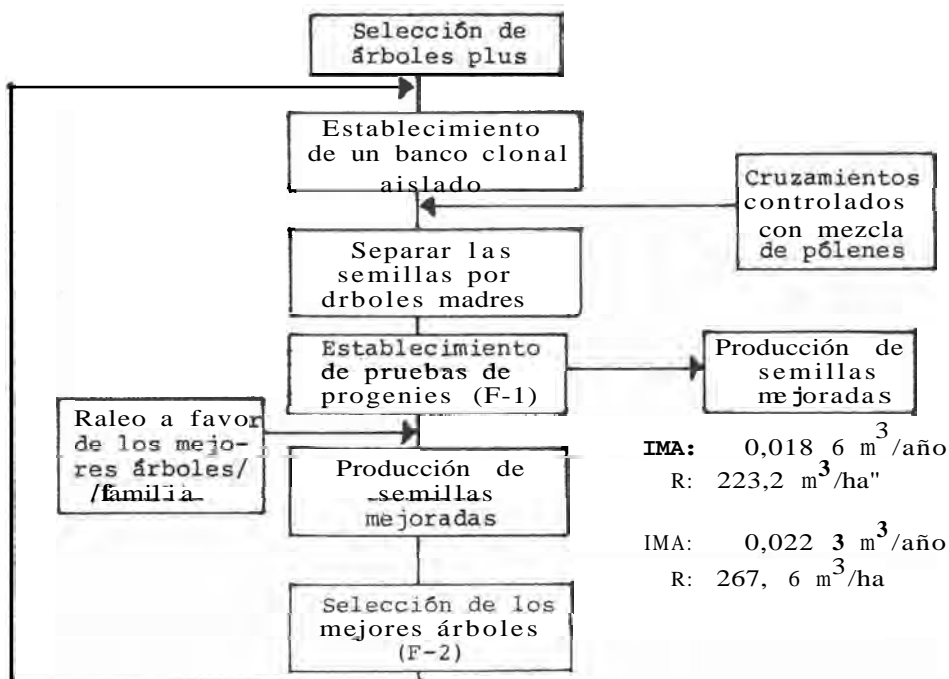 Selección de
árboles plus
Establecimiento
de un banco clonal
aislado
Cruzamientos
controlados
con mezcla
de pólenes
Separar las
semillas por
drboles madres
Establecimiento
de pruebas de
progenies (F-1)
Producción de
semillas
mejoradas
Raleo a favor
de los mejo-
res árboles/
/familia
Producción de
semillas
mejoradas
IMA: 0,018 6 m³/año
R: 223,2 m³/ha"
IMA: 0,022 3 m³/año
R: 267, 6 m³/ha
Selección de los
mejores árboles
(F-2)